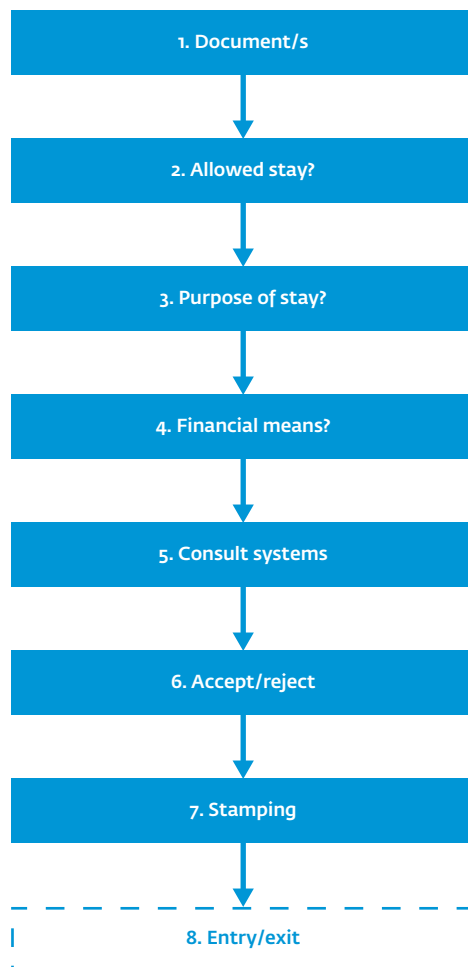 1. Document/s
2. Allowed stay?
3. Purpose of stay?
4. Financial means?
5. Consult systems
6. Accept/reject
7. Stamping
8. Entry/exit